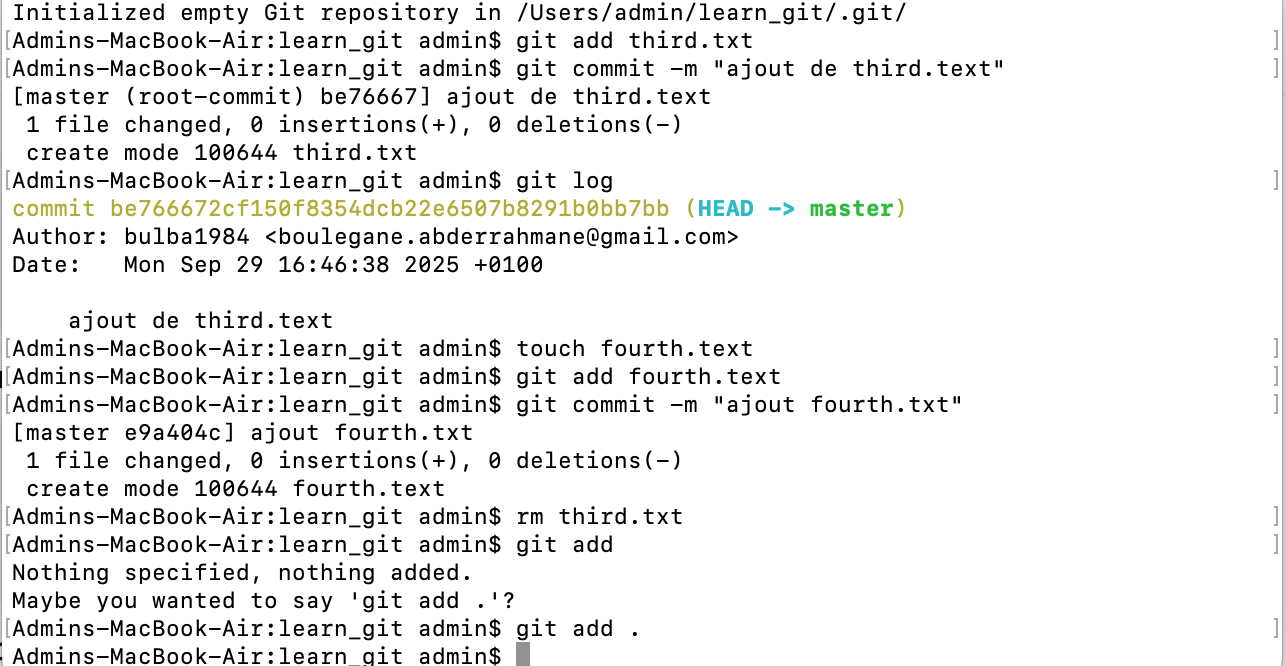 Initialized empty Git repository in /Users/admin/learn_git/.git/
[Admins-MacBook-Air:learn_git admin$ git add third.txt ]
[Admins-MacBook-Air:learn_git admin$ git commit -m "ajout de third.text" ]
[master (root-commit) be76667] ajout de third.text
 1 file changed, 0 insertions(+), 0 deletions(-)
 create mode 100644 third.txt
[Admins-MacBook-Air:learn_git admin$ git log ]
commit be766672cf150f8354dcb22e6507b8291b0bb7bb (HEAD -> master)
Author: bulba1984 <boulegane.abderrahmane@gmail.com>
Date:   Mon Sep 29 16:46:38 2025 +0100

    ajout de third.text
[Admins-MacBook-Air:learn_git admin$ touch fourth.text ]
[Admins-MacBook-Air:learn_git admin$ git add fourth.text ]
[Admins-MacBook-Air:learn_git admin$ git commit -m "ajout fourth.txt" ]
[master e9a404c] ajout fourth.txt
 1 file changed, 0 insertions(+), 0 deletions(-)
 create mode 100644 fourth.text
[Admins-MacBook-Air:learn_git admin$ rm third.txt ]
[Admins-MacBook-Air:learn_git admin$ git add ]
Nothing specified, nothing added.
Maybe you wanted to say 'git add .'?
[Admins-MacBook-Air:learn_git admin$ git add . ]
Admins-MacBook-Air:learn_git admin$